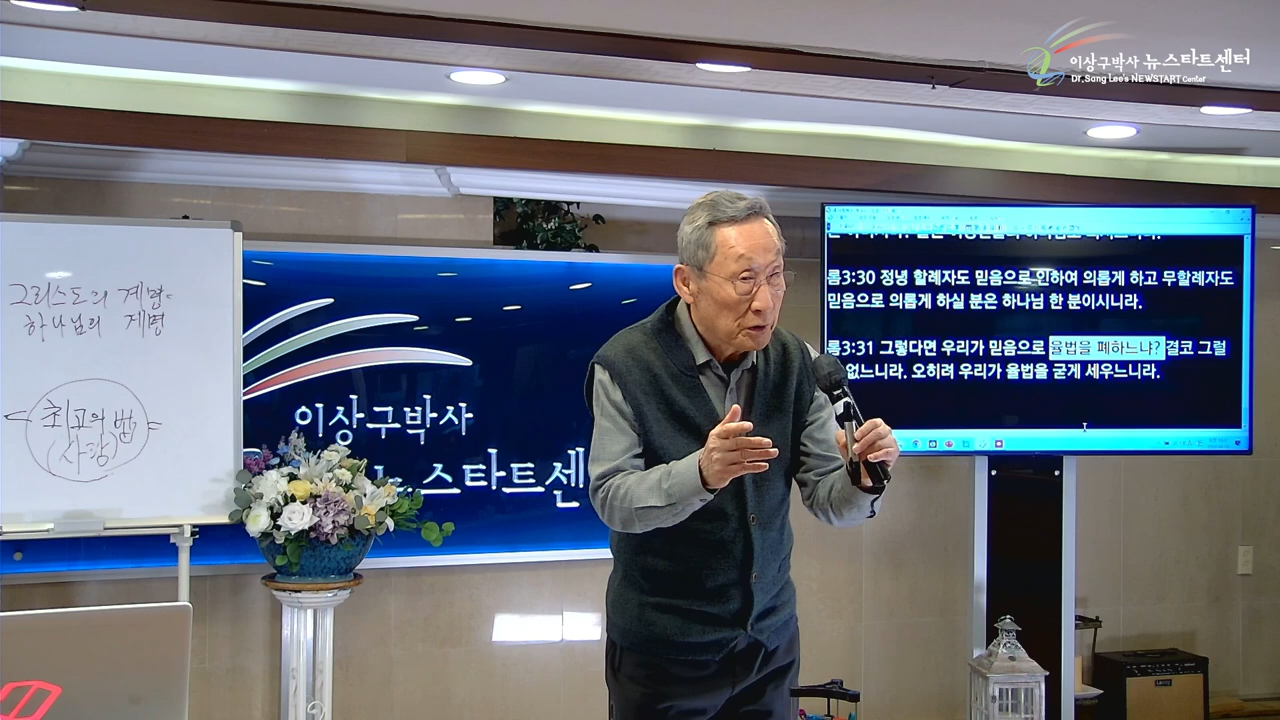 이상구박사 뉴스타트센터
Dr.Sang Lee's NEWSTART Center
그리스도의 계명
하나님의 계명
최고의 법
(사랑)
이상구박사
뉴스타트센
롬3:30 정녕 할례자도 믿음으로 인하여 의롭게 하고 무할례자도
믿음으로 의롭게 하실 분은 하나님 한 분이시니라.
롬3:31 그렇다면 우리가 믿음으로 율법을 폐하느냐? 결코 그럴
없느니라. 오히려 우리가 율법을 굳게 세우느니라.